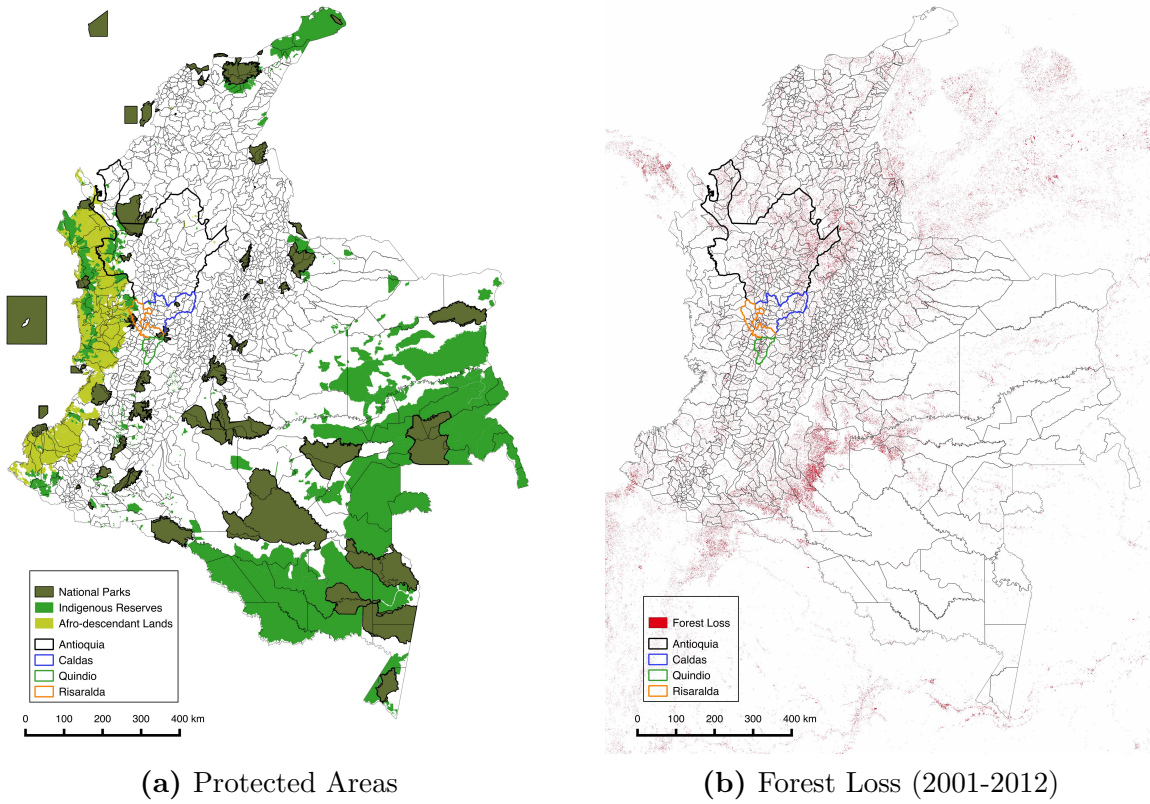 National Parks
Indigenous Reserves
Afro-descendant Lands
Antioquia
Caldas
Quindio
Risaralda
0 100 200 300 400 km
Forest Loss
Antioquia
Caldas
Quindio
Risaralda
0 100 200 300 400 km
(a) Protected Areas
(b) Forest Loss (2001-2012)